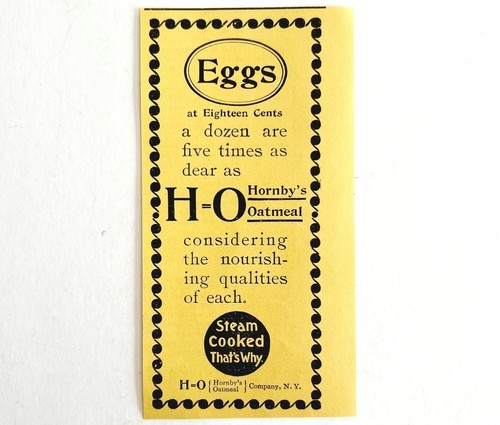 Eggs
at Eighteen Cents
a dozen are
five times as
dear as
H-O Hornby's
Oatmeal
considering
the nourish-
ing qualities
of each.
Steam
Cooked
That's Why.
H-O { Hornby's
Oatmeal } Company, N. Y.